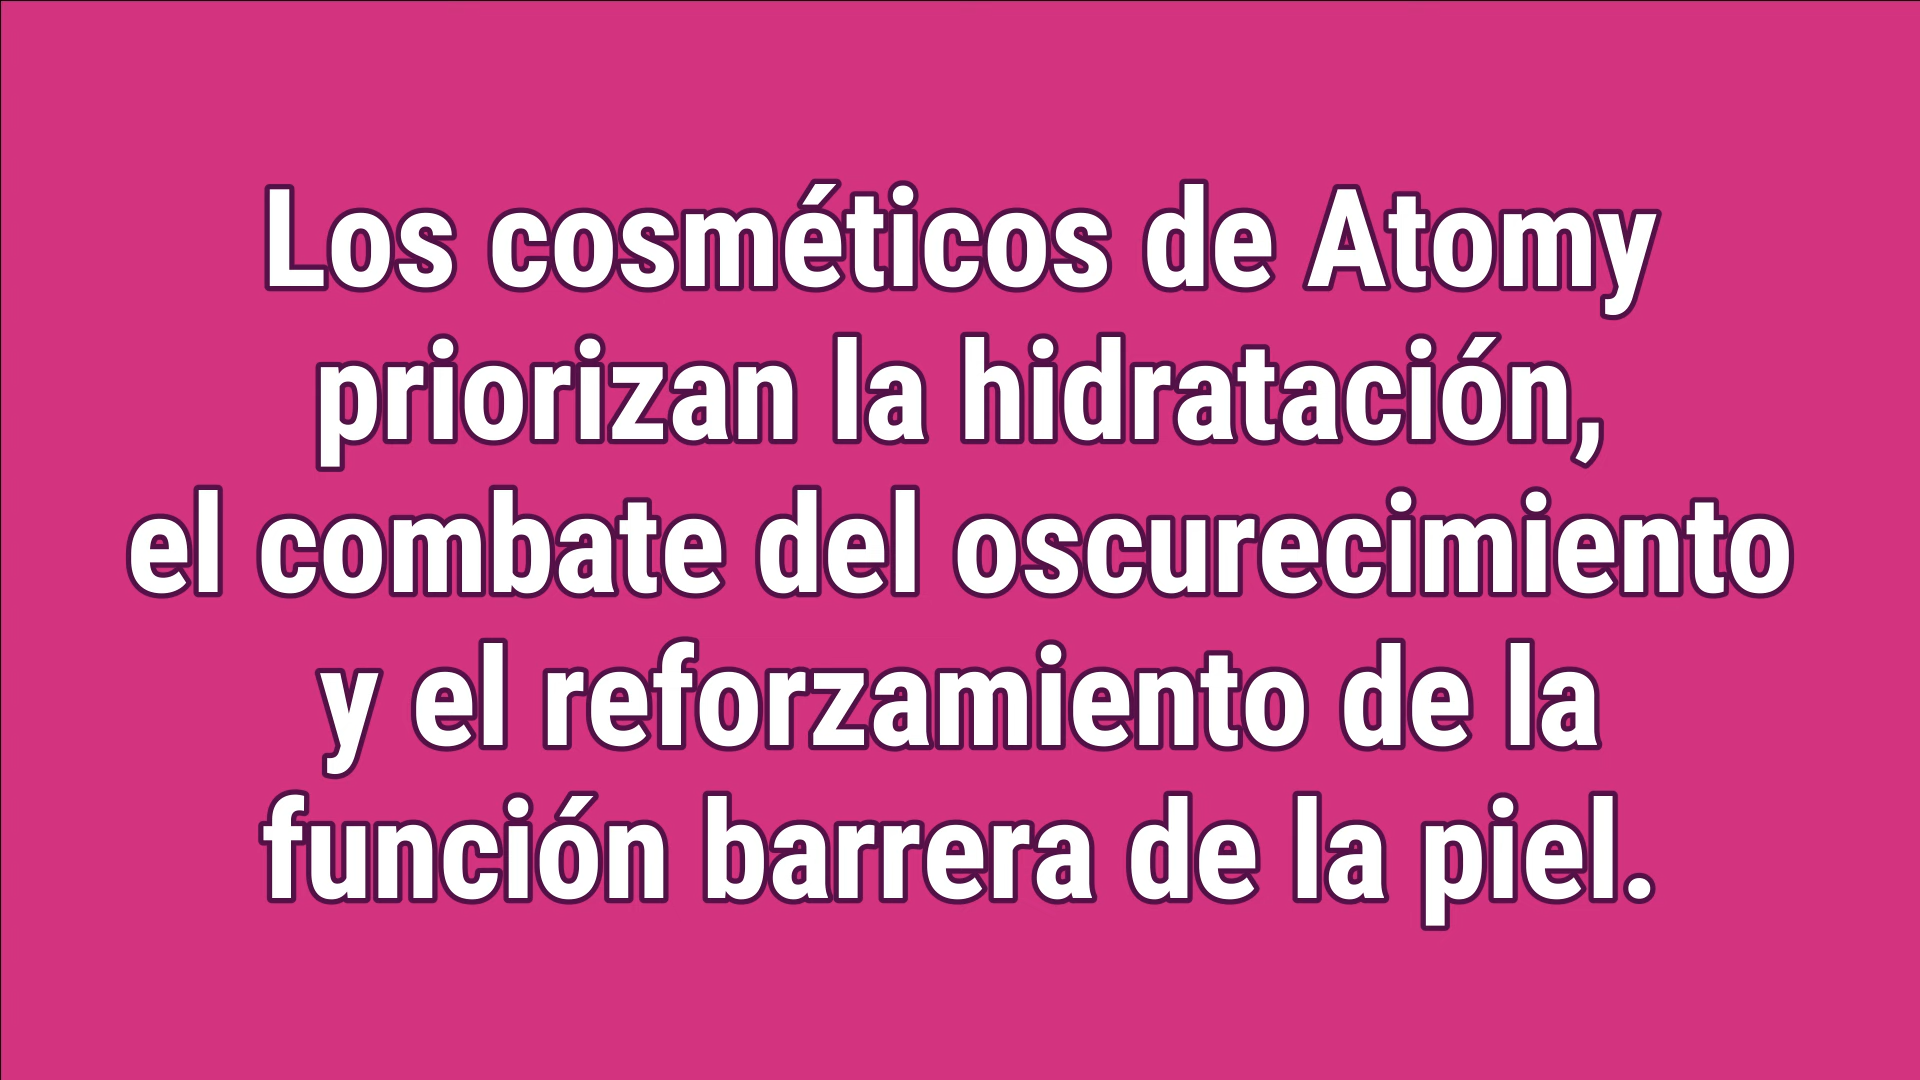 Los cosméticos de Atomy
priorizan la hidratación,
el combate del oscurecimiento
y el reforzamiento de la
función barrera de la piel.